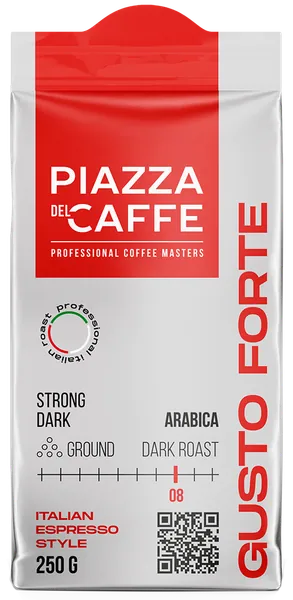 PIAZZA
DEL CAFFE
PROFESSIONAL COFFEE MASTERS
GUSTO FORTE
professional italian roast
STRONG
DARK
ARABICA
GROUND
DARK ROAST
08
ITALIAN
ESPRESSO
STYLE
250 G